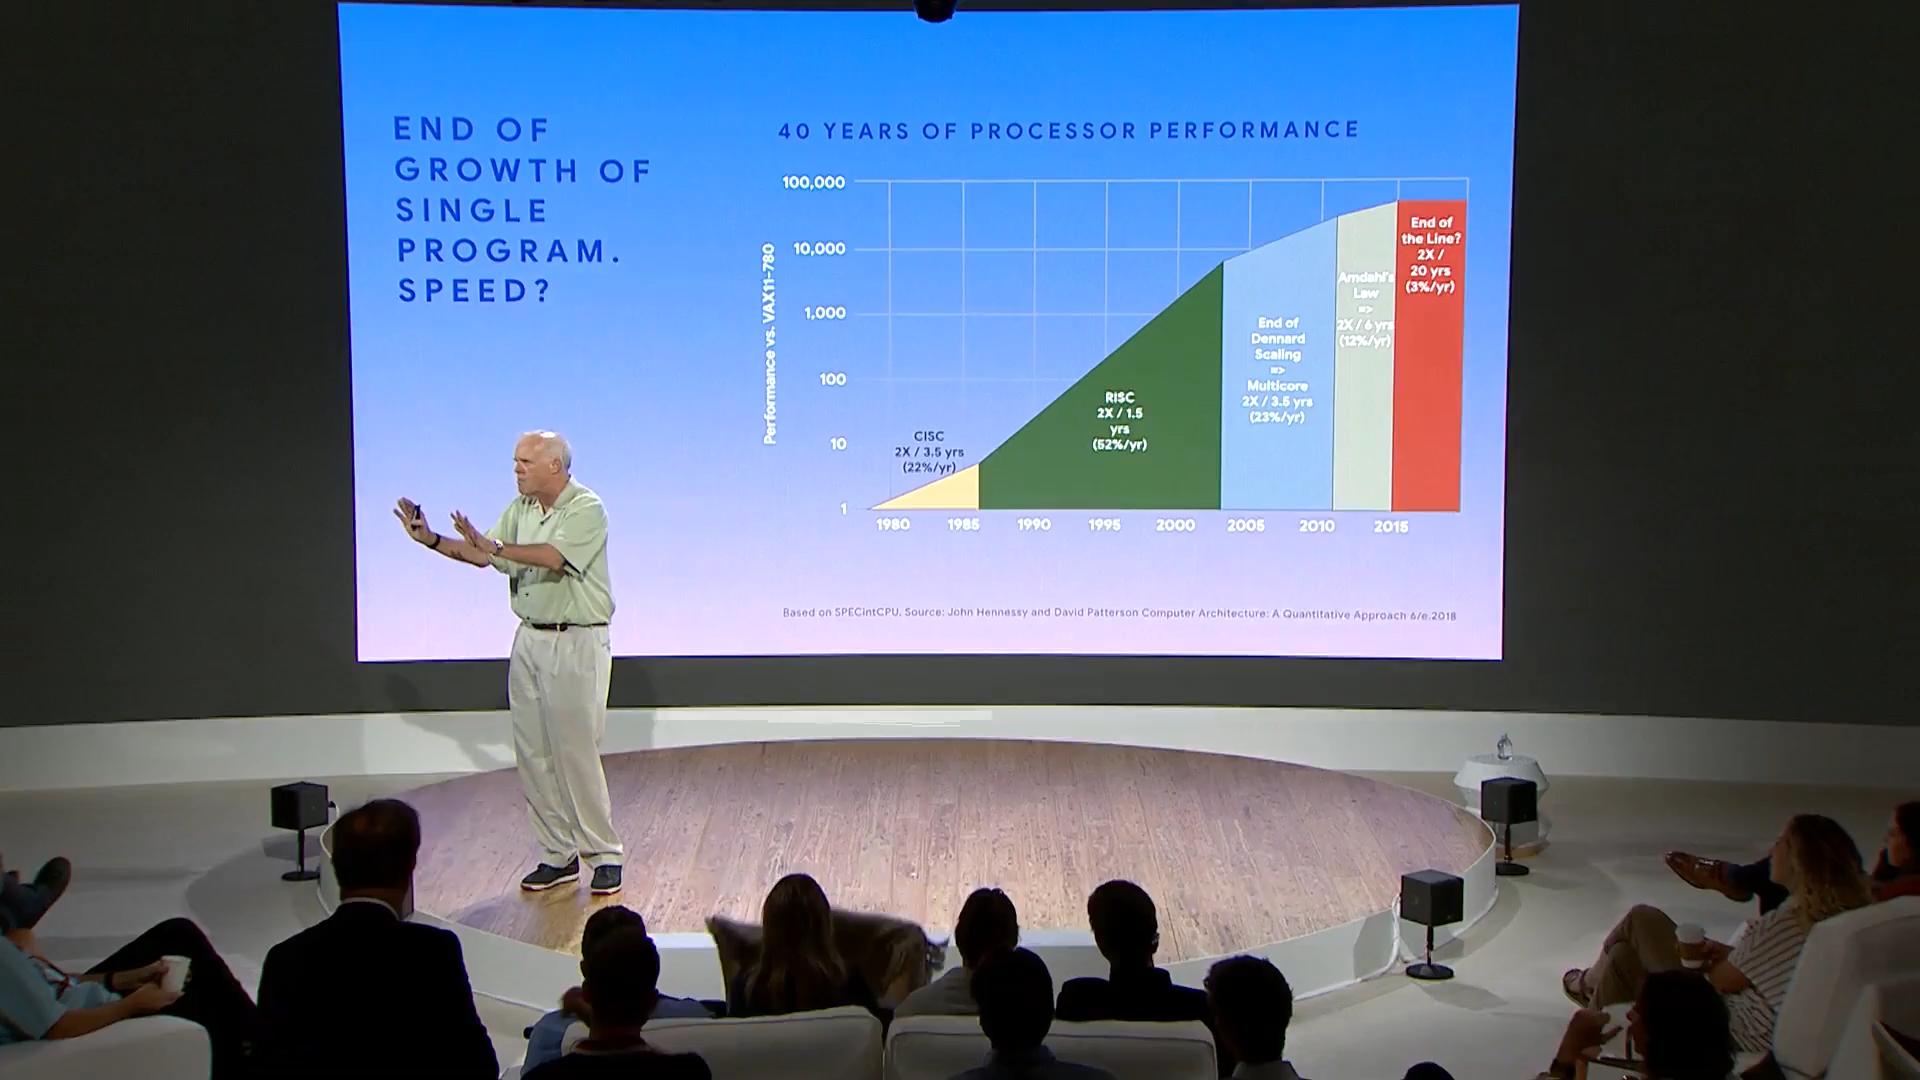 END OF
GROWTH OF
SINGLE
PROGRAM.
SPEED?
40 YEARS OF PROCESSOR PERFORMANCE
Performance vs. VAX11-780
100,000
10,000
1,000
100
10
1
CISC
2X / 3.5 yrs
(22%/yr)
RISC
2X / 1.5
yrs
(52%/yr)
End of
Dennard
Scaling
=>
Multicore
2X / 3.5 yrs
(23%/yr)
Amdahl's
Law
=>
2X / 6 yrs
(12%/yr)
End of
the Line?
2X /
20 yrs
(3%/yr)
1980 1985 1990 1995 2000 2005 2010 2015
Based on SPECintCPU. Source: John Hennessy and David Patterson Computer Architecture: A Quantitative Approach 6/e.2018